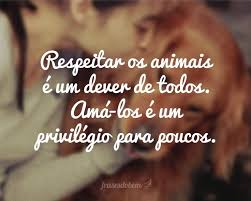 Respeitar os animais
é um dever de todos.
Amá-los é um
privilégio para poucos.
frasesdobem